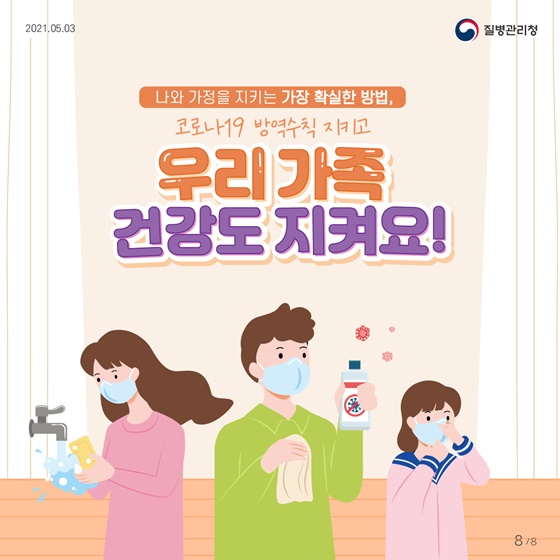 2021.05.03
질병관리청
나와 가정을 지키는 가장 확실한 방법,
코로나19 방역수칙 지키고
우리 가족
건강도 지켜요!
8/8